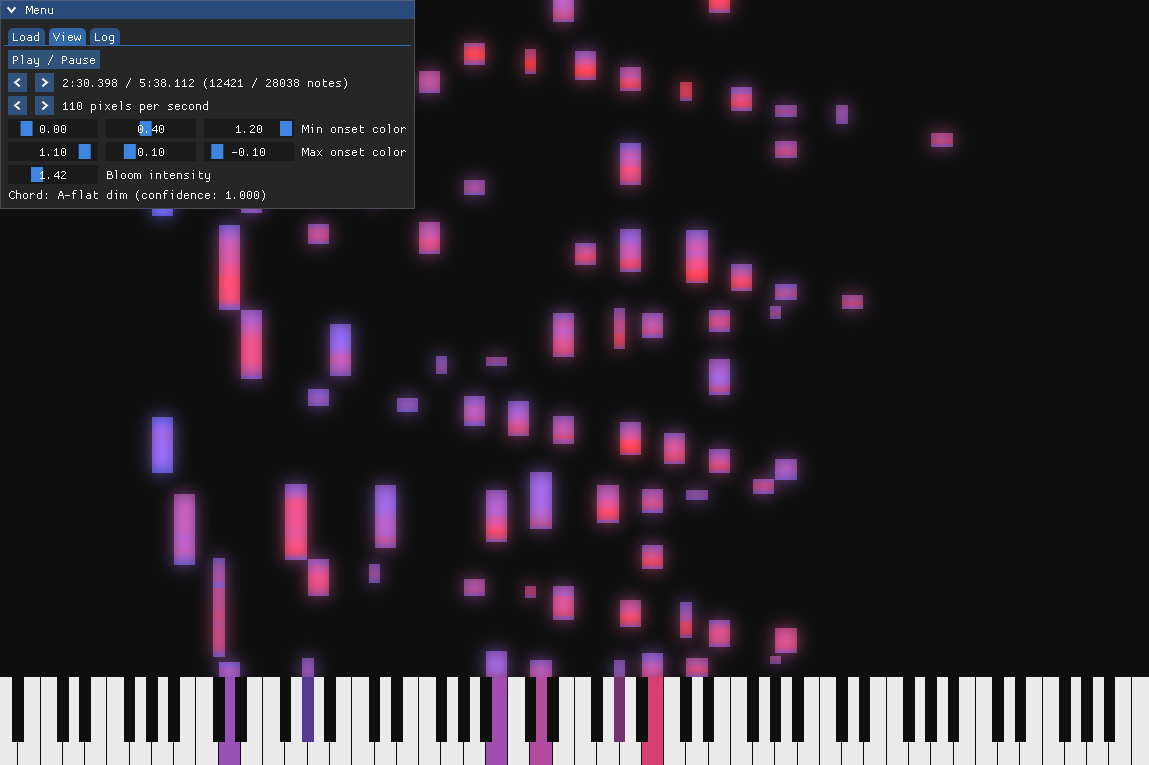 Menu
Load View Log
Play / Pause
< > 2:30.398 / 5:38.112 (12421 / 28038 notes)
< > 110 pixels per second
0.00 0.40 1.20 Min onset color
1.10 0.10 -0.10 Max onset color
1.42 Bloom intensity
Chord: A-flat dim (confidence: 1.000)